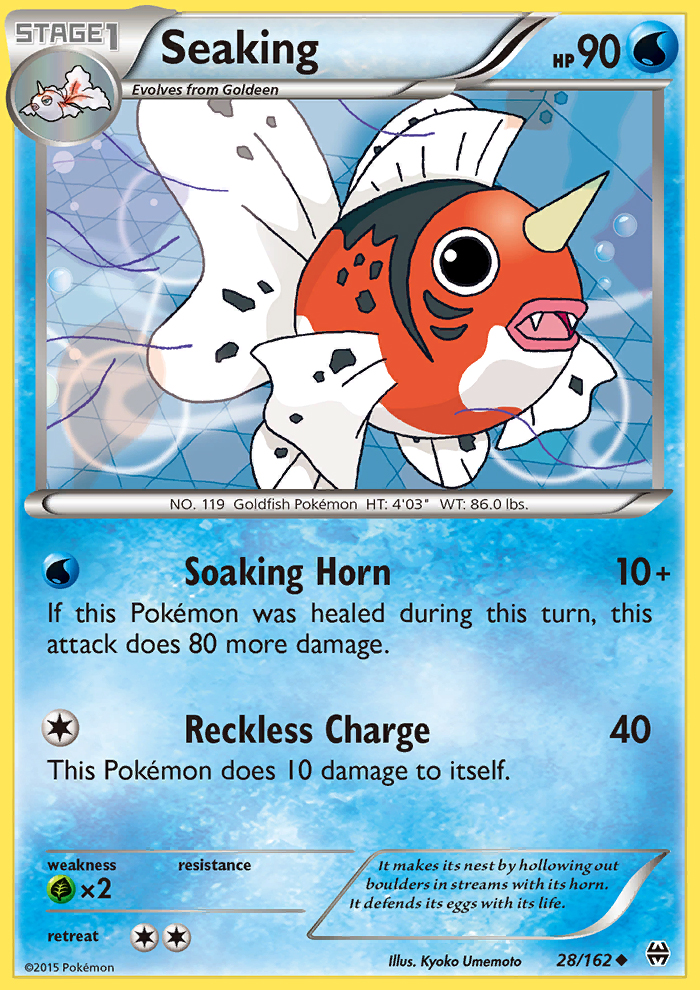 STAGE1
Seaking
HP 90
Evolves from Goldeen
NO. 119 Goldfish Pokémon HT: 4'03" WT: 86.0 lbs.
Soaking Horn 10+
If this Pokémon was healed during this turn, this
attack does 80 more damage.
Reckless Charge 40
This Pokémon does 10 damage to itself.
weakness resistance
×2
retreat
It makes its nest by hollowing out
boulders in streams with its horn.
It defends its eggs with its life.
Illus. Kyoko Umemoto 28/162
©2015 Pokémon